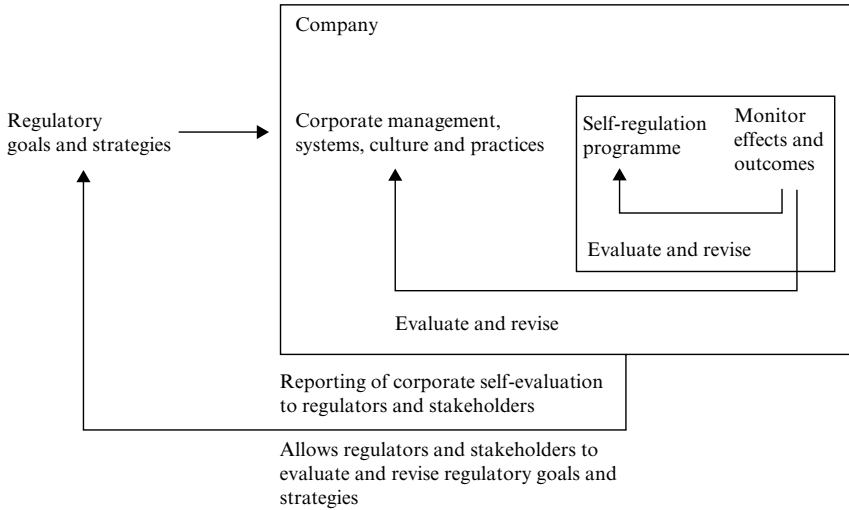 Company
Regulatory
goals and strategies
Corporate management,
systems, culture and practices
Self-regulation
programme
Monitor
effects and
outcomes
Evaluate and revise
Evaluate and revise
Reporting of corporate self-evaluation
to regulators and stakeholders
Allows regulators and stakeholders to
evaluate and revise regulatory goals and
strategies